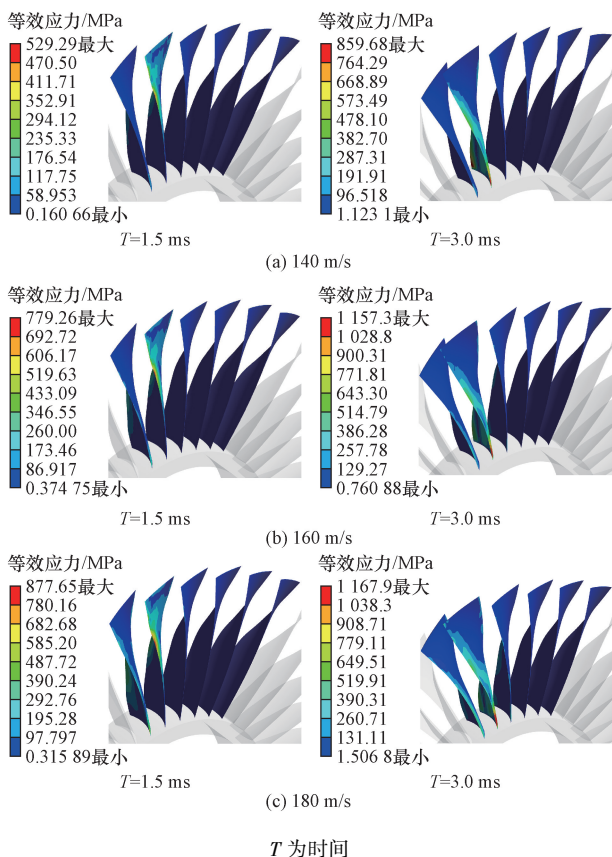 等效应力/MPa
529.29最大
470.50
411.71
352.91
294.12
235.33
176.54
117.75
58.953
0.160 66最小
T=1.5 ms
等效应力/MPa
859.68最大
764.29
668.89
573.49
478.10
482.70
287.31
191.91
96.518
1.123 1最小
T=3.0 ms
(a) 140 m/s
等效应力/MPa
779.26最大
692.72
606.17
519.63
433.09
346.55
260.00
173.46
86.917
0.374 75最小
T=1.5 ms
等效应力/MPa
1 157.3最大
1 028.8
900.31
771.81
643.30
514.79
386.28
257.78
129.27
0.760 88最小
T=3.0 ms
(b) 160 m/s
等效应力/MPa
877.65最大
780.16
682.68
585.20
487.72
390.24
292.76
195.28
97.797
0.315 89最小
T=1.5 ms
等效应力/MPa
1 167.9最大
1 038.3
908.71
779.11
649.51
519.91
390.31
260.71
131.11
1.506 8最小
T=3.0 ms
(c) 180 m/s
T 为时间